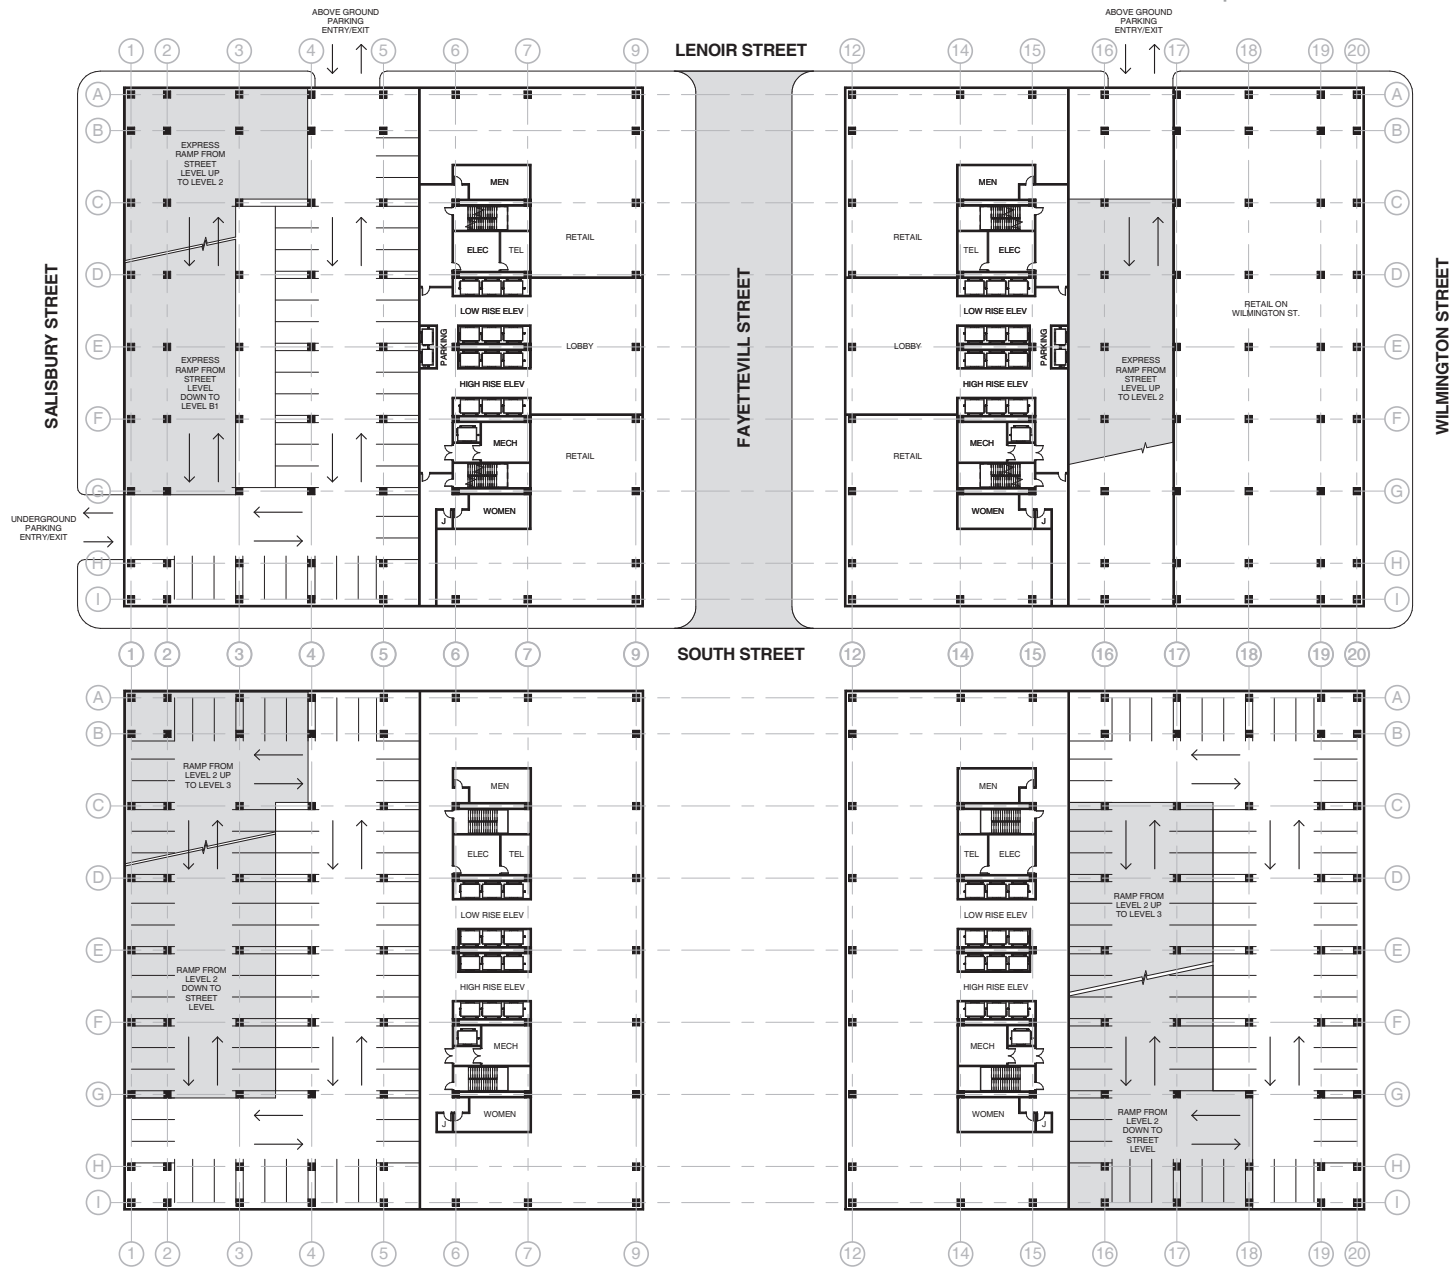 ABOVE GROUND
PARKING
ENTRY/EXIT
ABOVE GROUND
PARKING
ENTRY/EXIT
1 2 3 4 5 6 7 9
LENOIR STREET
12 14 15 16 17 18 19 20
A
A
B
B
EXPRESS
RAMP FROM
STREET
LEVEL UP
TO LEVEL 2
MEN
MEN
C
C
ELEC
TEL
RETAIL
RETAIL
TEL
ELEC
D
D
LOW RISE ELEV
LOW RISE ELEV
RETAIL ON
WILMINGTON ST.
SALISBURY STREET
FAYETTEVILL STREET
WILMINGTON STREET
E
PARKING
LOBBY
LOBBY
PARKING
E
EXPRESS
RAMP FROM
STREET
LEVEL
DOWN TO
LEVEL B1
EXPRESS
RAMP FROM
STREET
LEVEL UP
TO LEVEL 2
HIGH RISE ELEV
HIGH RISE ELEV
F
F
MECH
RETAIL
RETAIL
MECH
G
G
UNDERGROUND
PARKING
ENTRY/EXIT
J
WOMEN
WOMEN
J
H
H
I
I
1 2 3 4 5 6 7 9
SOUTH STREET
12 14 15 16 17 18 19 20
A
A
B
B
RAMP FROM
LEVEL 2 UP
TO LEVEL 3
MEN
MEN
C
C
ELEC
TEL
TEL
ELEC
D
D
RAMP FROM
LEVEL 2 UP
TO LEVEL 3
LOW RISE ELEV
LOW RISE ELEV
E
E
RAMP FROM
LEVEL 2
DOWN TO
STREET
LEVEL
HIGH RISE ELEV
HIGH RISE ELEV
F
F
MECH
MECH
G
G
J
WOMEN
WOMEN
J
RAMP FROM
LEVEL 2
DOWN TO
STREET
LEVEL
H
H
I
I
1 2 3 4 5 6 7 9
12 14 15 16 17 18 19 20